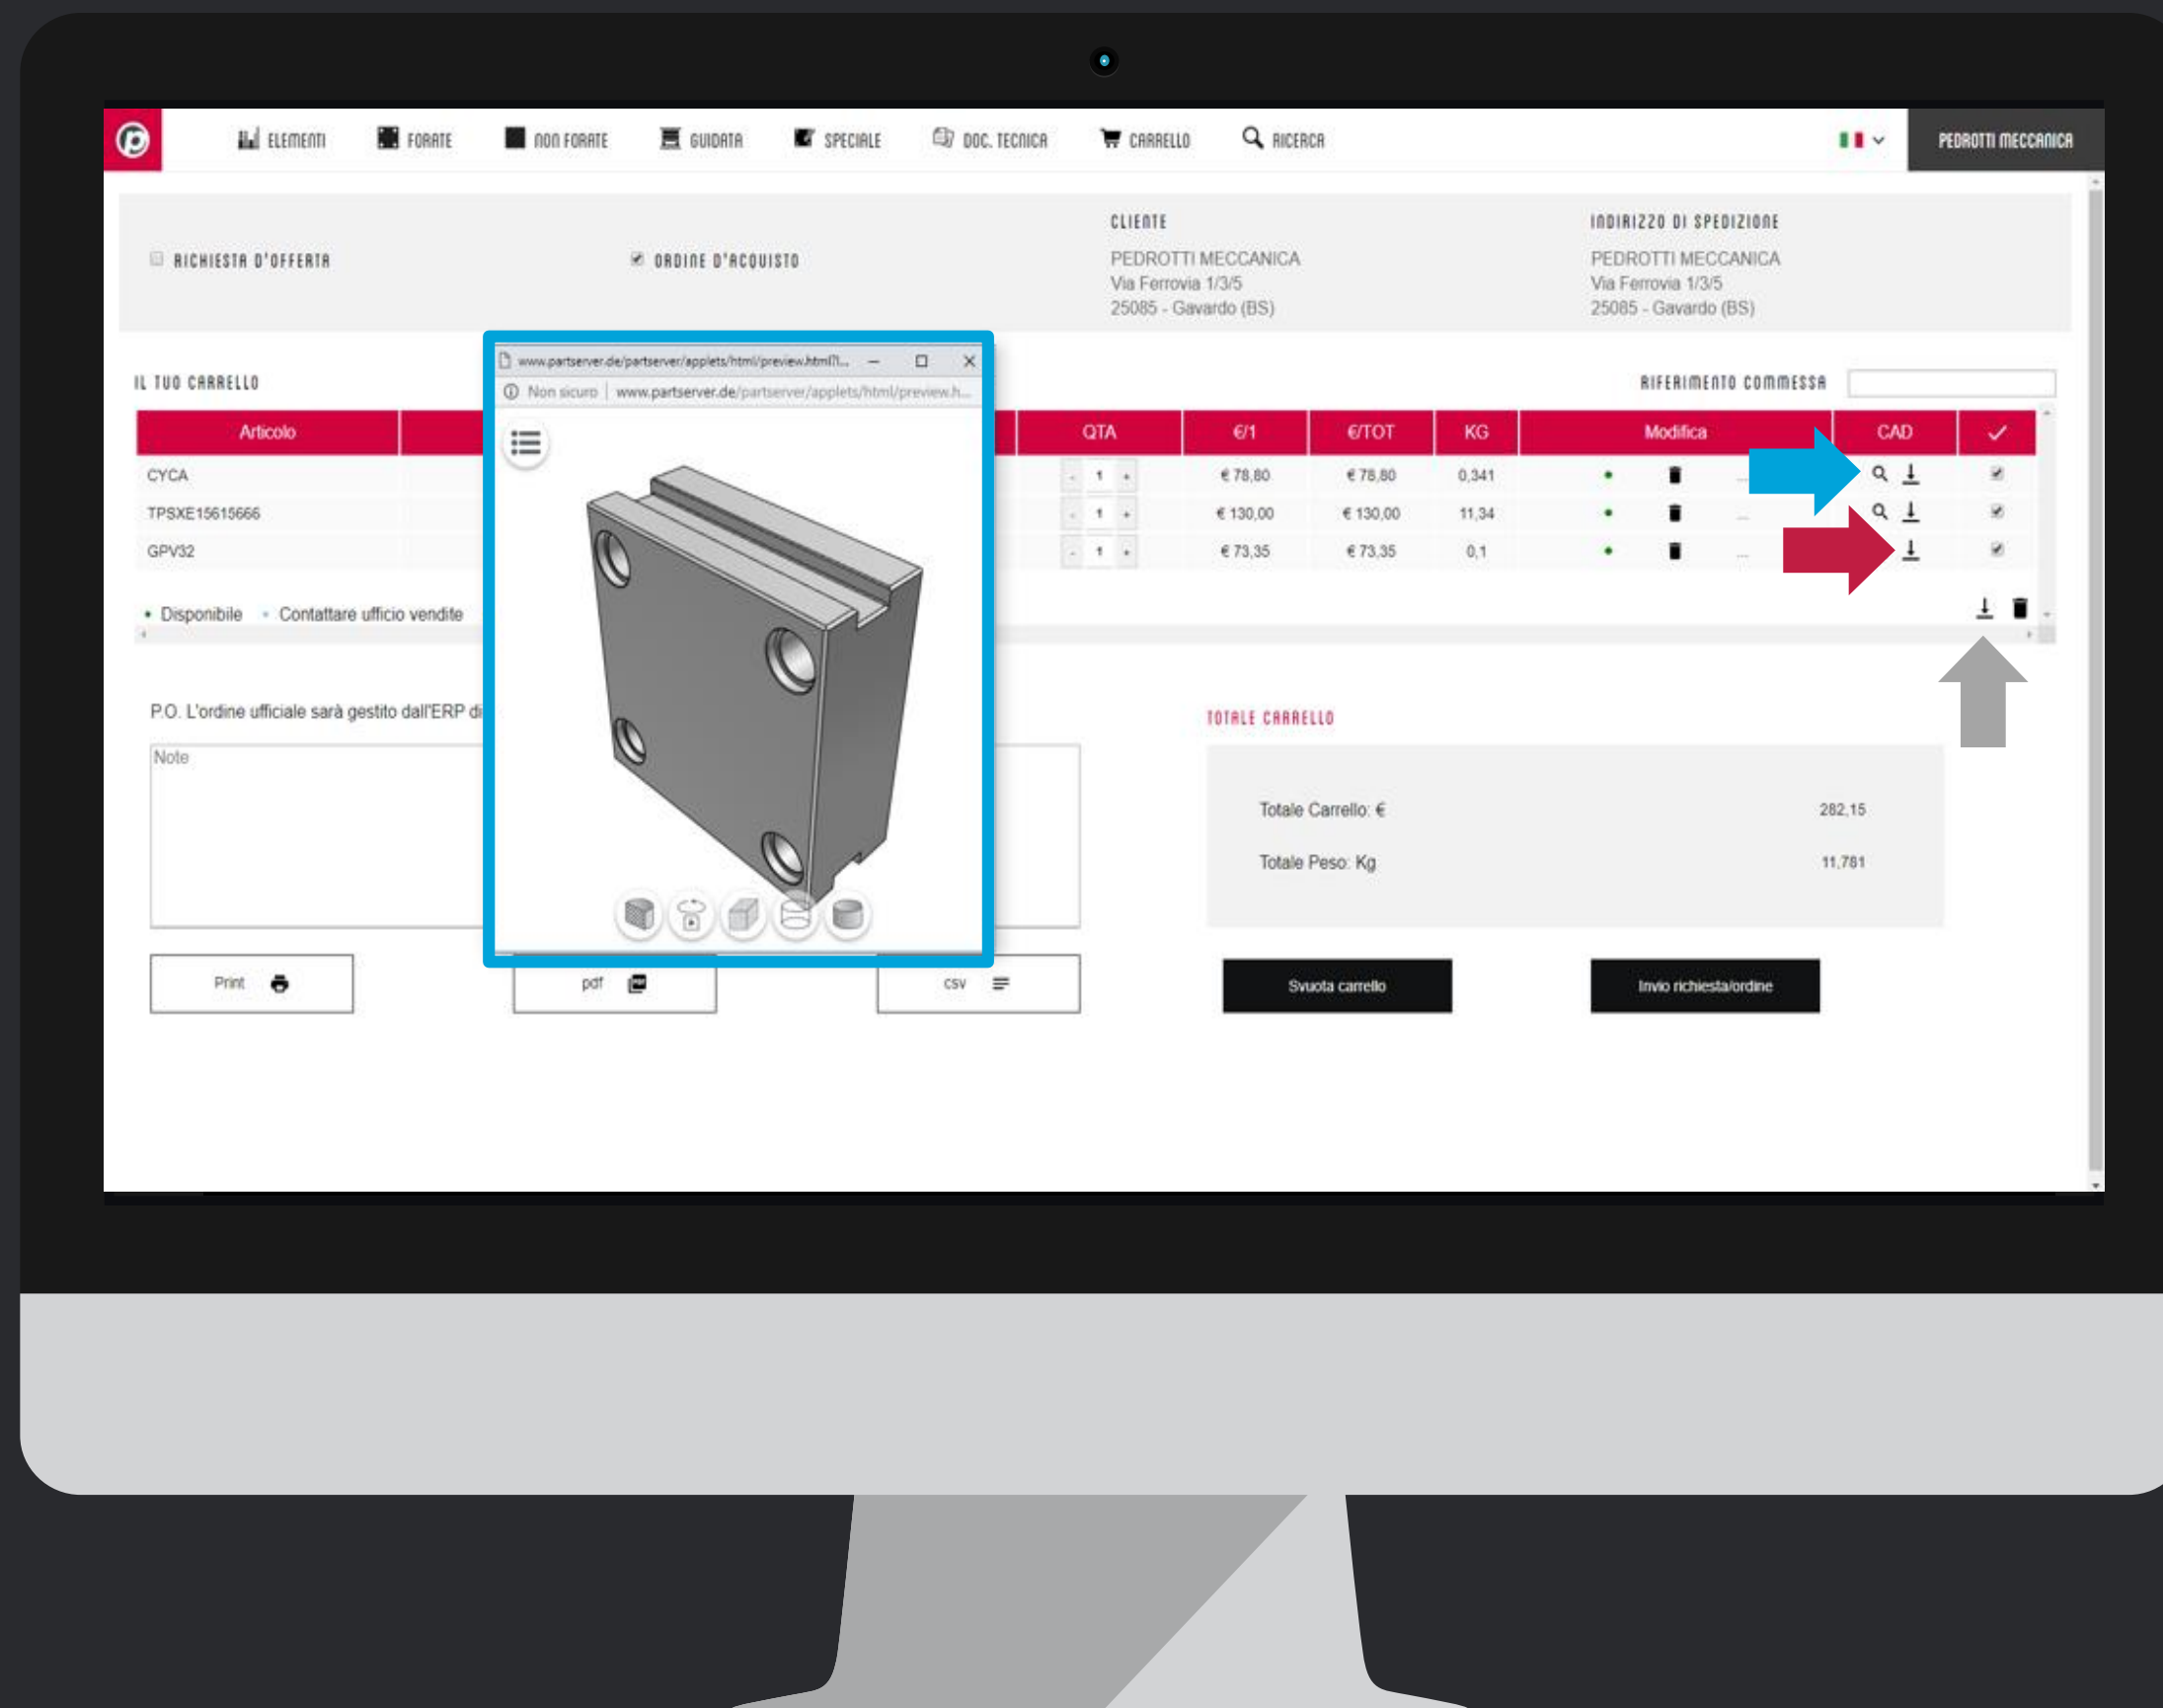 ELEMENTI FORATE NON FORATE GUIDATA SPECIALE DOC. TECNICA CARRELLO RICERCA PEDROTTI MECCANICA
RICHIESTA D'OFFERTA
ORDINE D'ACQUISTO
CLIENTE
PEDROTTI MECCANICA
Via Ferrovia 1/3/5
25085 - Gavardo (BS)
INDIRIZZO DI SPEDIZIONE
PEDROTTI MECCANICA
Via Ferrovia 1/3/5
25085 - Gavardo (BS)
www.partserver.de/partserver/applets/html/preview.html?l... 
Non sicuro | www.partserver.de/partserver/applets/html/preview.h...
IL TUO CARRELLO
RIFERIMENTO COMMESSA
Articolo QTA €/1 €/TOT KG Modifica CAD
CYCA - 1 + € 78,80 € 78,80 0,341 ...
TPSXE15615666 - 1 + € 130,00 € 130,00 11,34 ...
GPV32 - 1 + € 73,35 € 73,35 0,1 ...
• Disponibile • Contattare ufficio vendite
P.O. L'ordine ufficiale sarà gestito dall'ERP di
Note
TOTALE CARRELLO
Totale Carrello: € 282,15
Totale Peso: Kg 11,781
Print
pdf
csv
Svuota carrello
Invio richiesta/ordine